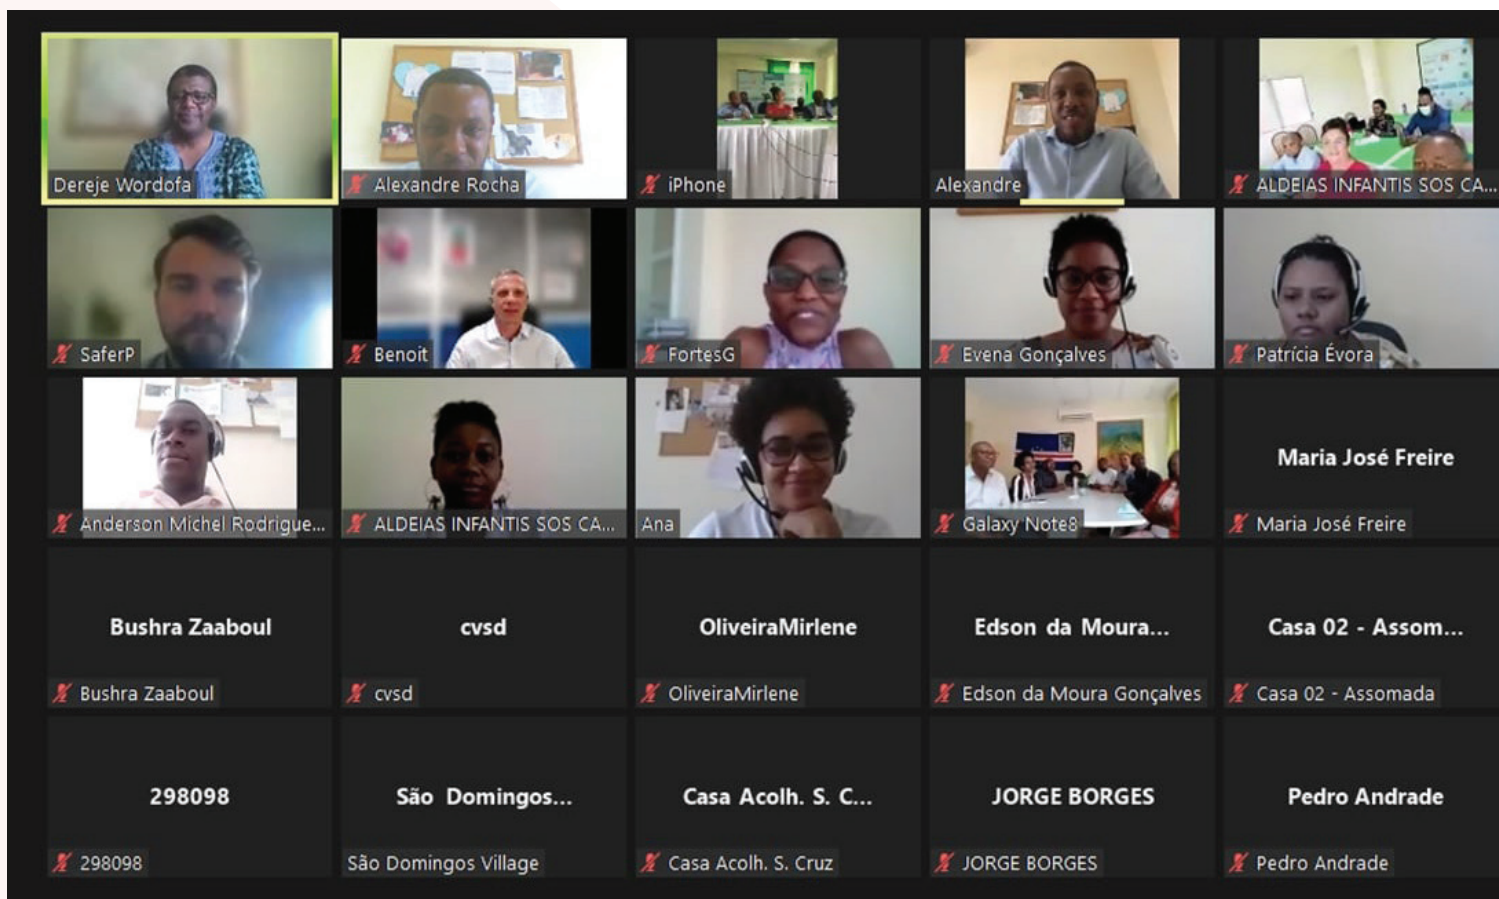 Dereje Wordofa
Alexandre Rocha
iPhone
Alexandre
ALDEIAS INFANTIS SOS CA...
SaferP
Benoit
FortesG
Evena Gonçalves
Patrícia Évora
Anderson Michel Rodrigue...
ALDEIAS INFANTIS SOS CA...
Ana
Galaxy Note8
Maria José Freire
Maria José Freire
Bushra Zaaboul
Bushra Zaaboul
cvsd
cvsd
OliveiraMirlene
OliveiraMirlene
Edson da Moura...
Edson da Moura Gonçalves
Casa 02 - Assom...
Casa 02 - Assomada
298098
298098
São Domingos...
São Domingos Village
Casa Acolh. S. C...
Casa Acolh. S. Cruz
JORGE BORGES
JORGE BORGES
Pedro Andrade
Pedro Andrade